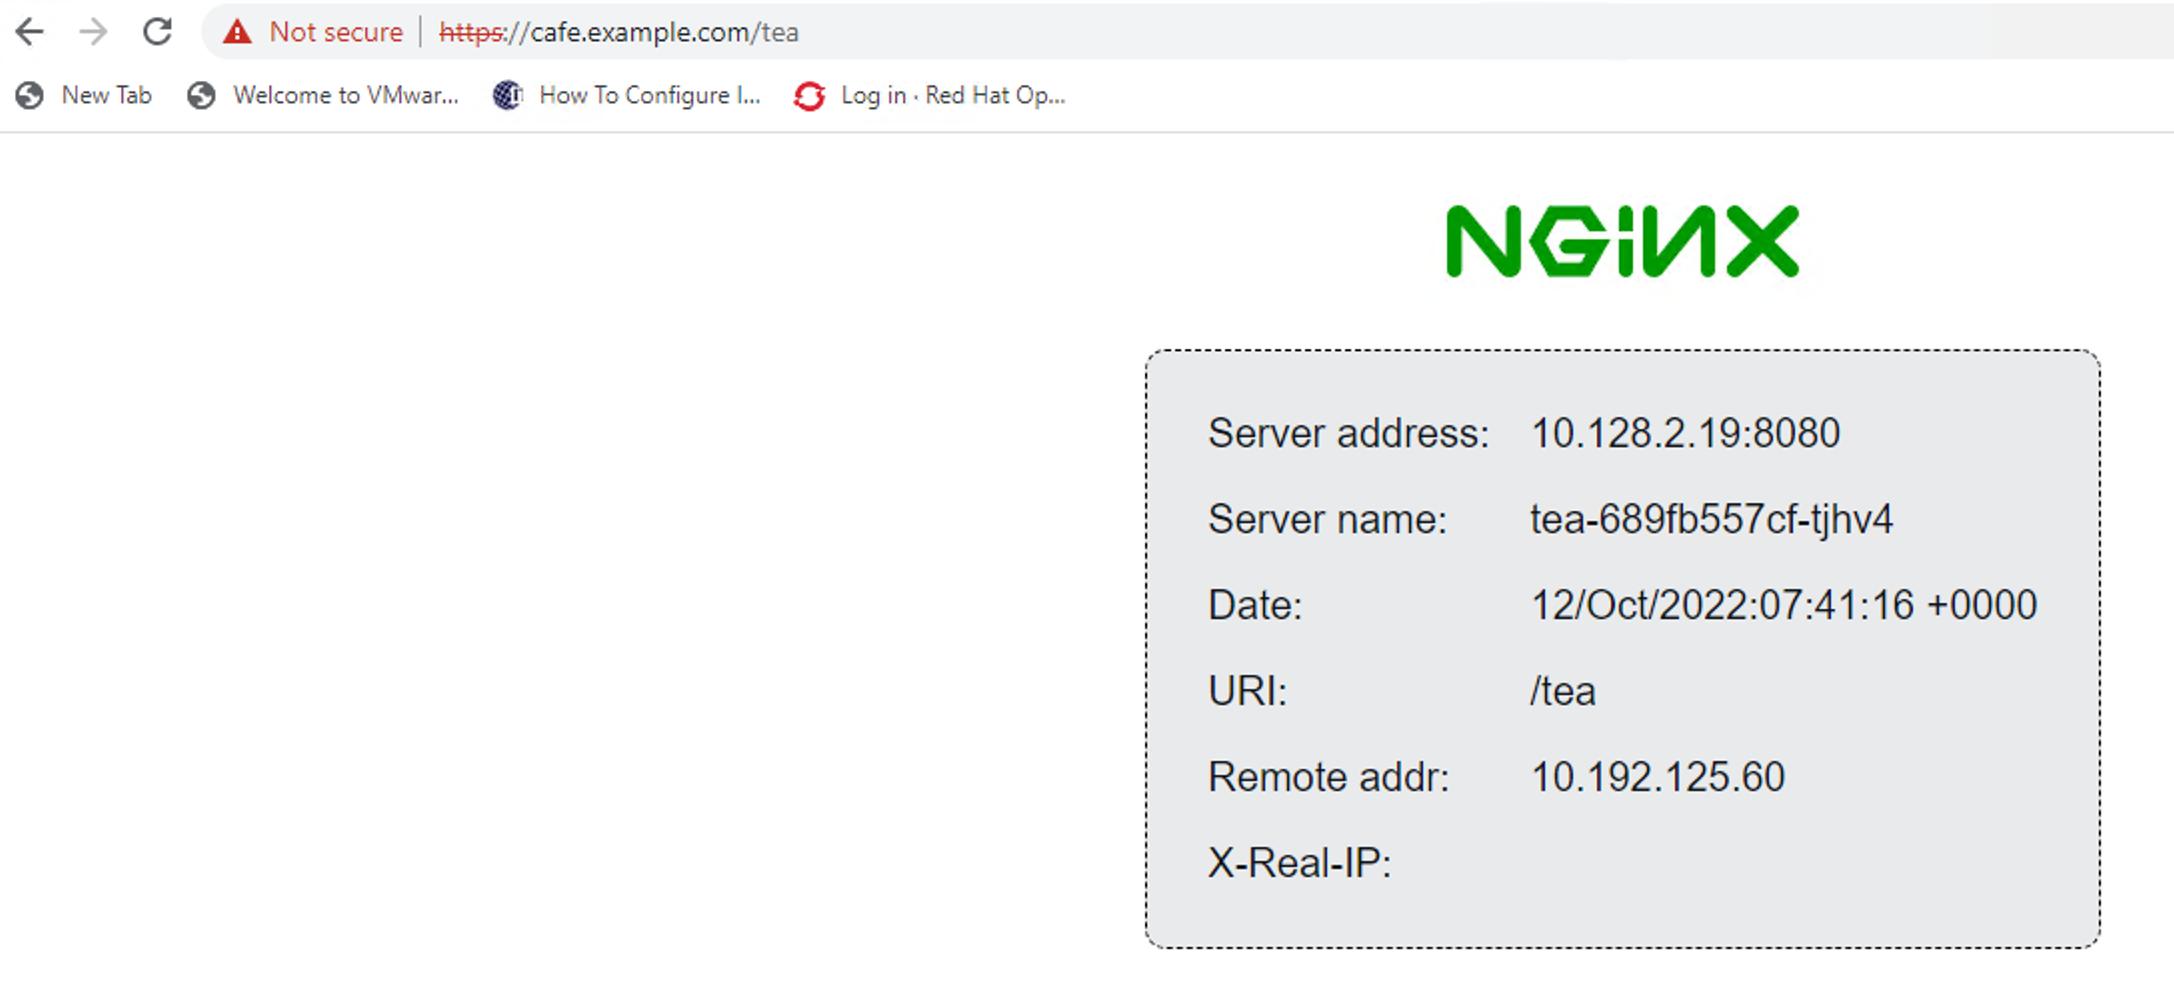 Not secure | https://cafe.example.com/tea
New Tab Welcome to VMwar... How To Configure I... Log in · Red Hat Op...
NGINX
Server address: 10.128.2.19:8080
Server name: tea-689fb557cf-tjhv4
Date: 12/Oct/2022:07:41:16 +0000
URI: /tea
Remote addr: 10.192.125.60
X-Real-IP: